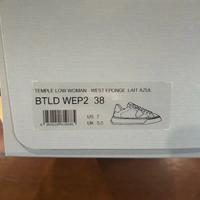 TEMPLE LOW WOMAN - WEST EPONGE LAIT AZUL
BTLD WEP2 38
US 7
UK 5.5